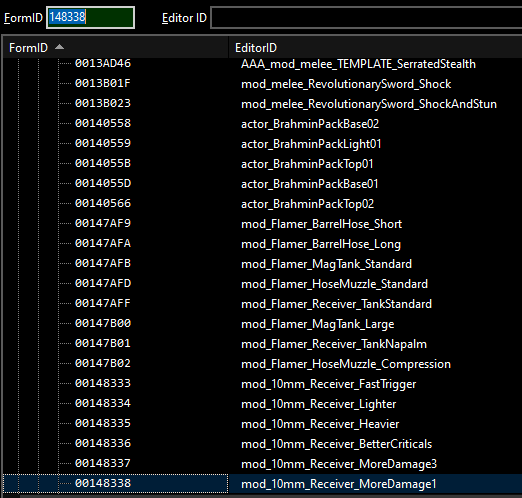 FormID 148338 Editor ID
FormID EditorID
0013AD46 AAA_mod_melee_TEMPLATE_SerratedStealth
0013B01F mod_melee_RevolutionarySword_Shock
0013B023 mod_melee_RevolutionarySword_ShockAndStun
00140558 actor_BrahminPackBase02
00140559 actor_BrahminPackLight01
0014055B actor_BrahminPackTop01
0014055D actor_BrahminPackBase01
00140566 actor_BrahminPackTop02
00147AF9 mod_Flamer_BarrelHose_Short
00147AFA mod_Flamer_BarrelHose_Long
00147AFB mod_Flamer_MagTank_Standard
00147AFD mod_Flamer_HoseMuzzle_Standard
00147AFF mod_Flamer_Receiver_TankStandard
00147B00 mod_Flamer_MagTank_Large
00147B01 mod_Flamer_Receiver_TankNapalm
00147B02 mod_Flamer_HoseMuzzle_Compression
00148333 mod_10mm_Receiver_FastTrigger
00148334 mod_10mm_Receiver_Lighter
00148335 mod_10mm_Receiver_Heavier
00148336 mod_10mm_Receiver_BetterCriticals
00148337 mod_10mm_Receiver_MoreDamage3
00148338 mod_10mm_Receiver_MoreDamage1